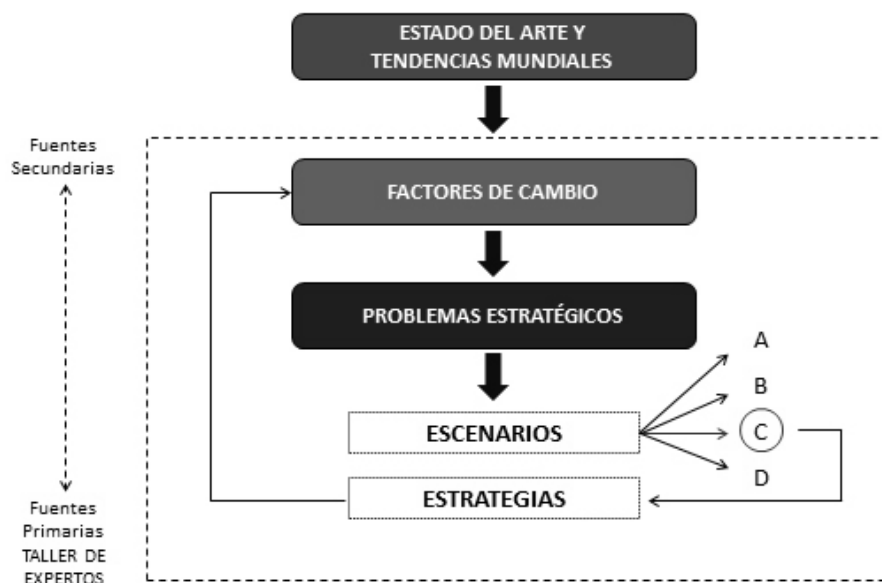 ESTADO DEL ARTE Y
TENDENCIAS MUNDIALES
Fuentes
Secundarias
FACTORES DE CAMBIO
PROBLEMAS ESTRATÉGICOS
A
B
ESCENARIOS
C
D
ESTRATEGIAS
Fuentes
Primarias
TALLER DE
EXPERTOS